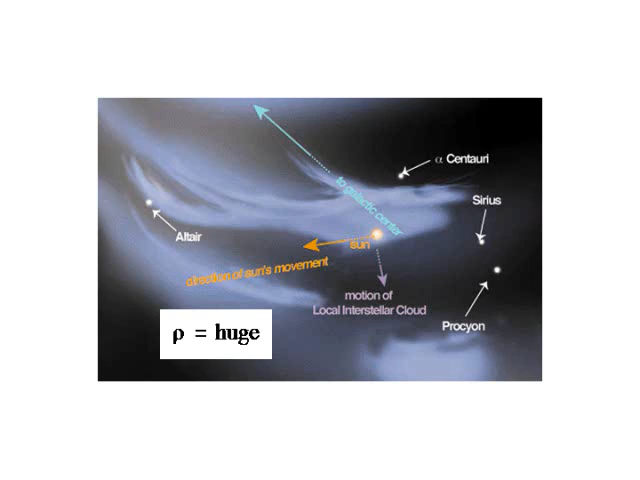 α Centauri
to galactic center
Sirius
Altair
sun
direction of sun's movement
motion of
Local Interstellar Cloud
Procyon
ρ = huge